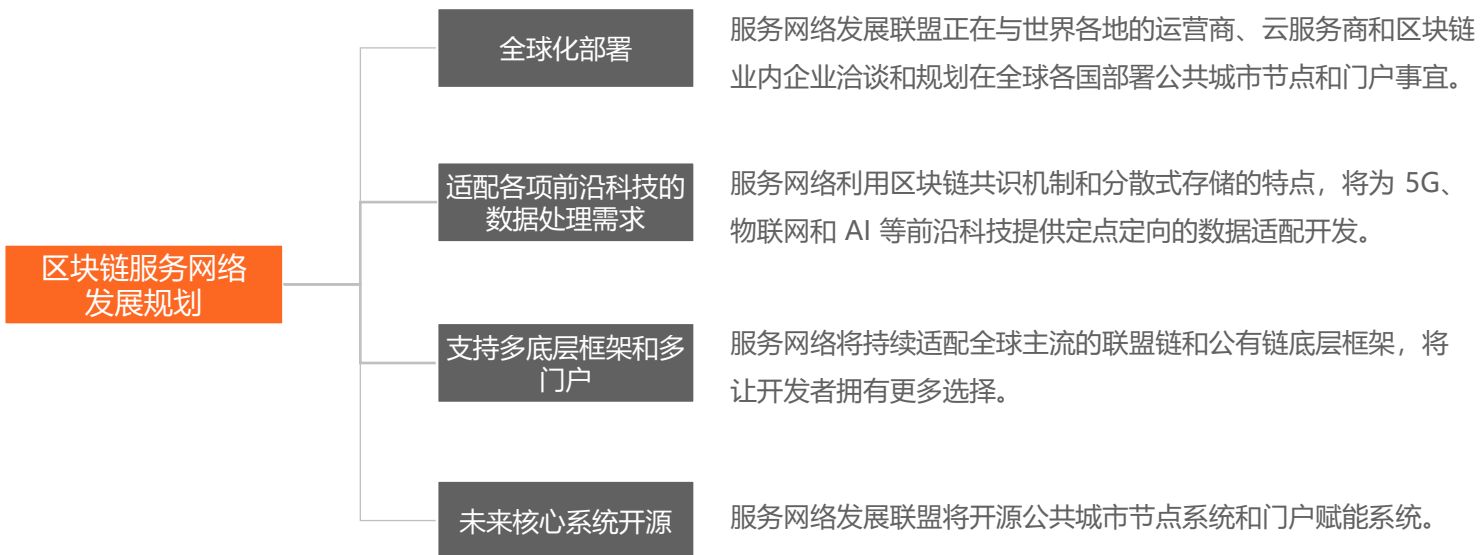 区块链服务网络
发展规划
全球化部署
服务网络发展联盟正在与世界各地的运营商、云服务商和区块链
业内企业洽谈和规划在全球各国部署公共城市节点和门户事宜。
适配各项前沿科技的
数据处理需求
服务网络利用区块链共识机制和分散式存储的特点，将为 5G、
物联网和 AI 等前沿科技提供定点定向的数据适配开发。
支持多底层框架和多
门户
服务网络将持续适配全球主流的联盟链和公有链底层框架，将
让开发者拥有更多选择。
未来核心系统开源
服务网络发展联盟将开源公共城市节点系统和门户赋能系统。